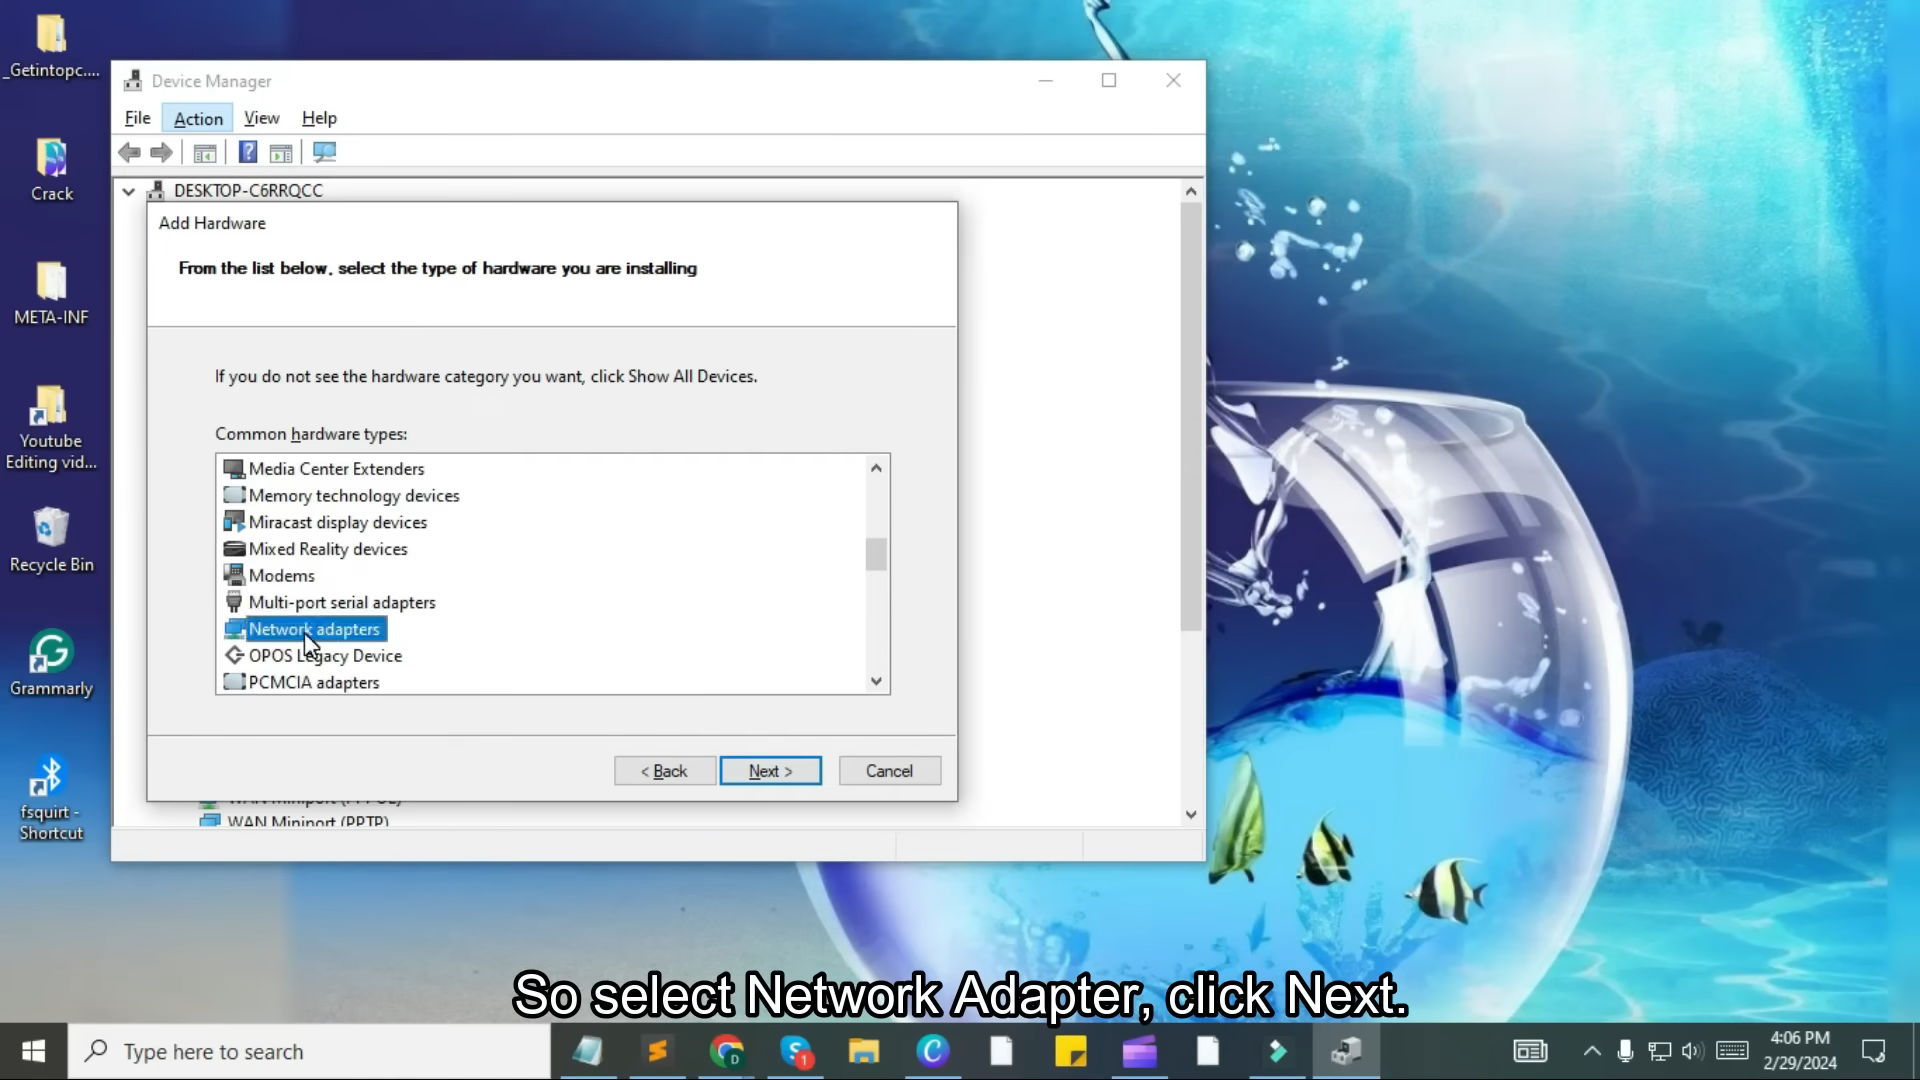 _Getintopc....
Crack
META-INF
Youtube
Editing vid...
Recycle Bin
Grammarly
fsquirt -
Shortcut
Device Manager
File Action View Help
DESKTOP-C6RRQCC
Add Hardware
From the list below, select the type of hardware you are installing
If you do not see the hardware category you want, click Show All Devices.
Common hardware types:
Media Center Extenders
Memory technology devices
Miracast display devices
Mixed Reality devices
Modems
Multi-port serial adapters
Network adapters
OPOS Legacy Device
PCMCIA adapters
< Back
Next >
Cancel
WAN Miniport (PPPOE)
WAN Miniport (PPTP)
So select Network Adapter, click Next.
Type here to search
D
1
4:06 PM
2/29/2024